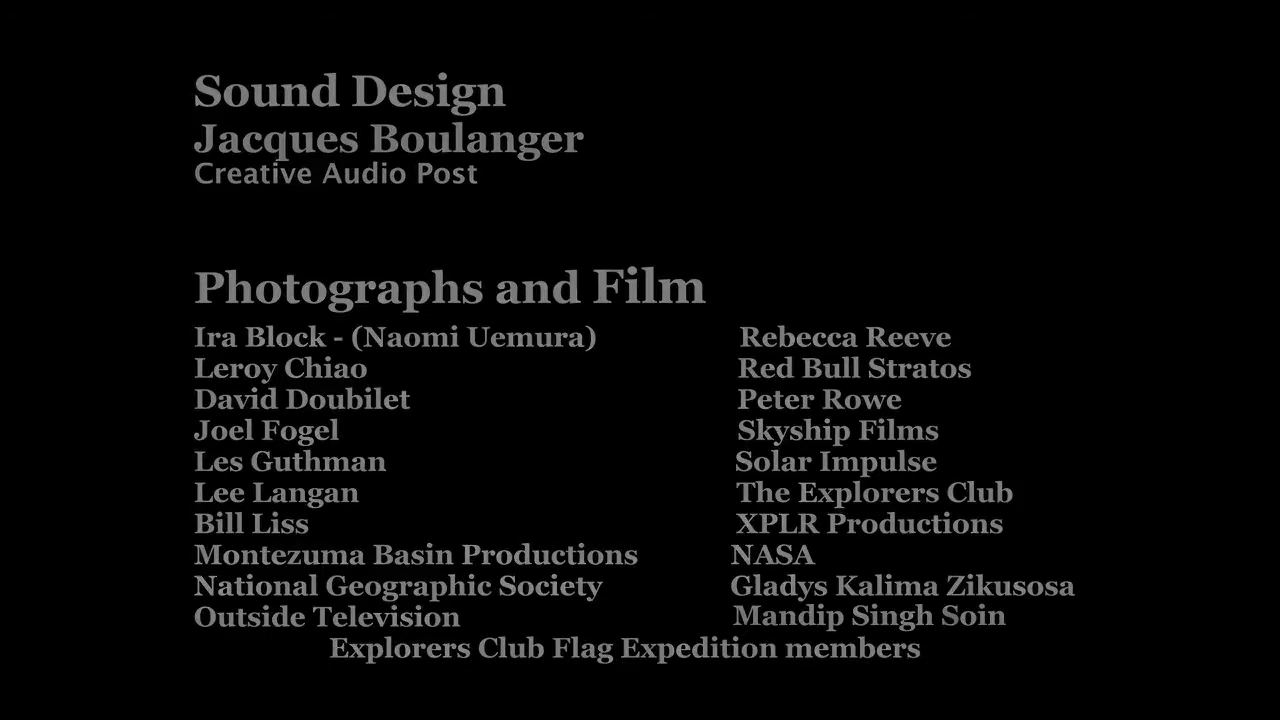 Sound Design
Jacques Boulanger
Creative Audio Post
Photographs and Film
Ira Block - (Naomi Uemura)
Leroy Chiao
David Doubilet
Joel Fogel
Les Guthman
Lee Langan
Bill Liss
Montezuma Basin Productions
National Geographic Society
Outside Television
Rebecca Reeve
Red Bull Stratos
Peter Rowe
Skyship Films
Solar Impulse
The Explorers Club
XPLR Productions
NASA
Gladys Kalima Zikusosa
Mandip Singh Soin
Explorers Club Flag Expedition members